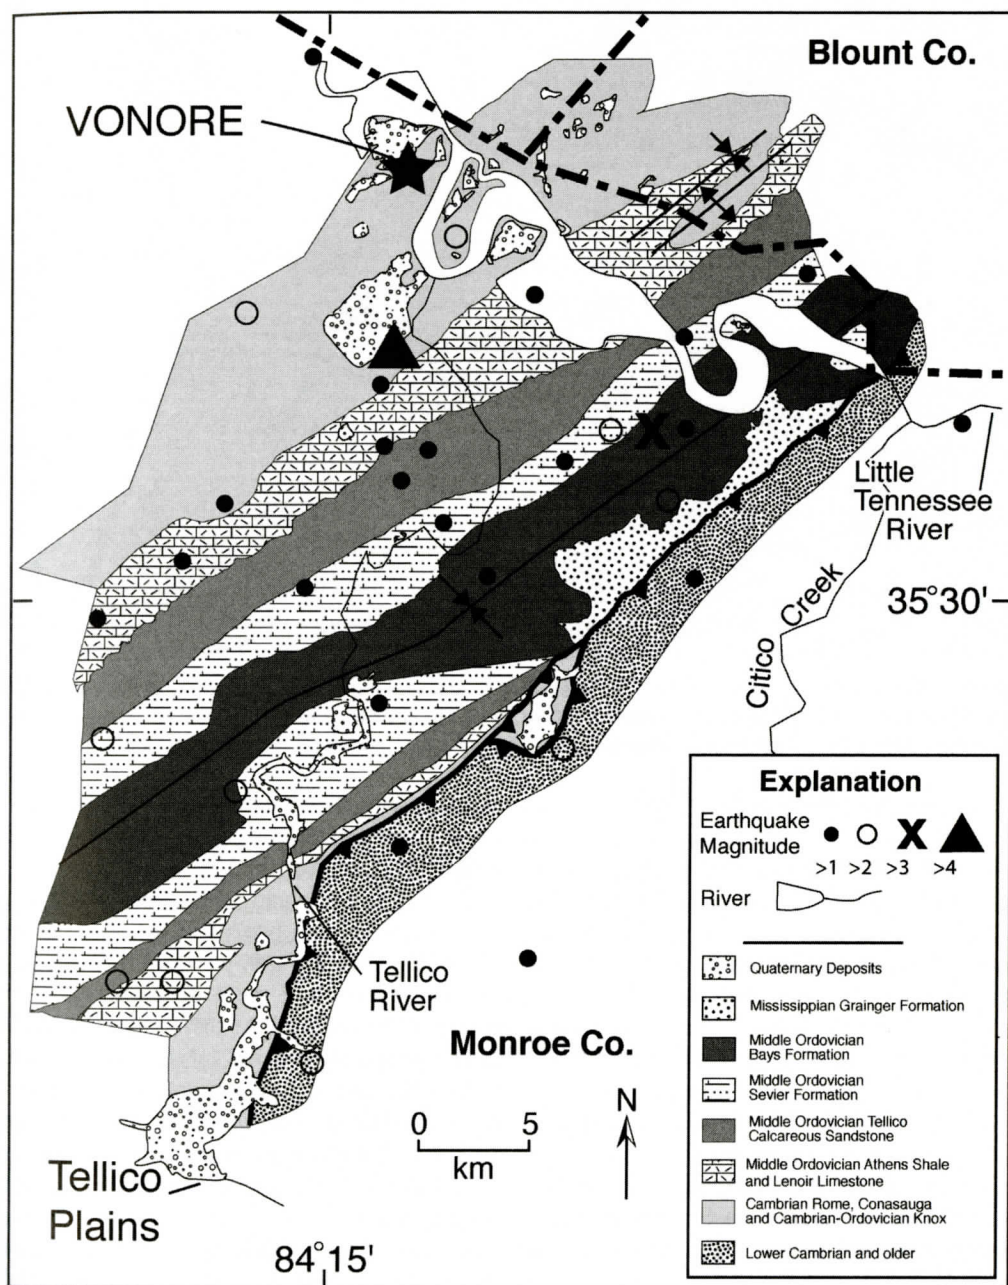 Blount Co.
VONORE
Little
Tennessee
River
35°30'
Citico Creek
Tellico
River
Monroe Co.
0 5
km
N
Tellico
Plains
84°15'
Explanation
Earthquake
Magnitude
>1 >2 >3 >4
River
Quaternary Deposits
Mississippian Grainger Formation
Middle Ordovician
Bays Formation
Middle Ordovician
Sevier Formation
Middle Ordovician Tellico
Calcareous Sandstone
Middle Ordovician Athens Shale
and Lenoir Limestone
Cambrian Rome, Conasauga
and Cambrian-Ordovician Knox
Lower Cambrian and older